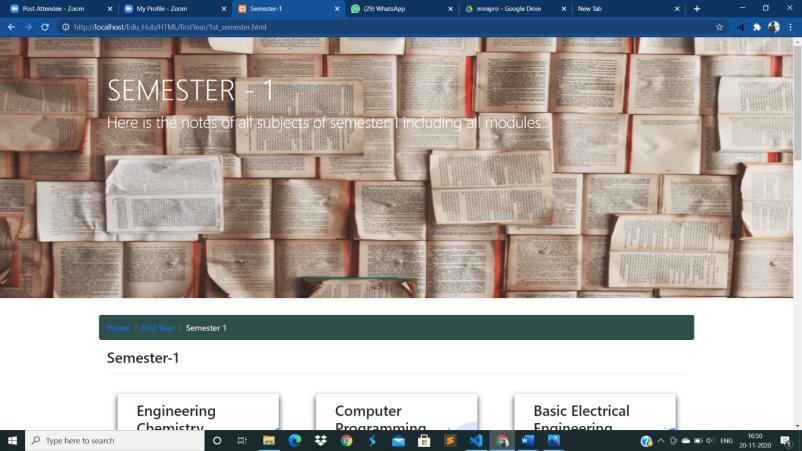 Post Attendee - Zoom
My Profile - Zoom
Semester-1
(29) WhatsApp
minipro - Google Drive
New Tab
http://localhost/Edu_Hub/HTML/firstYear/1st_semester.html
SEMESTER - 1
Here is the notes of all subjects of semester 1 including all modules
Home / First Year / Semester 1
Semester-1
Engineering
Chemistry
Computer
Programming
Basic Electrical
Engineering
Type here to search
ENG
16:50
20-11-2020